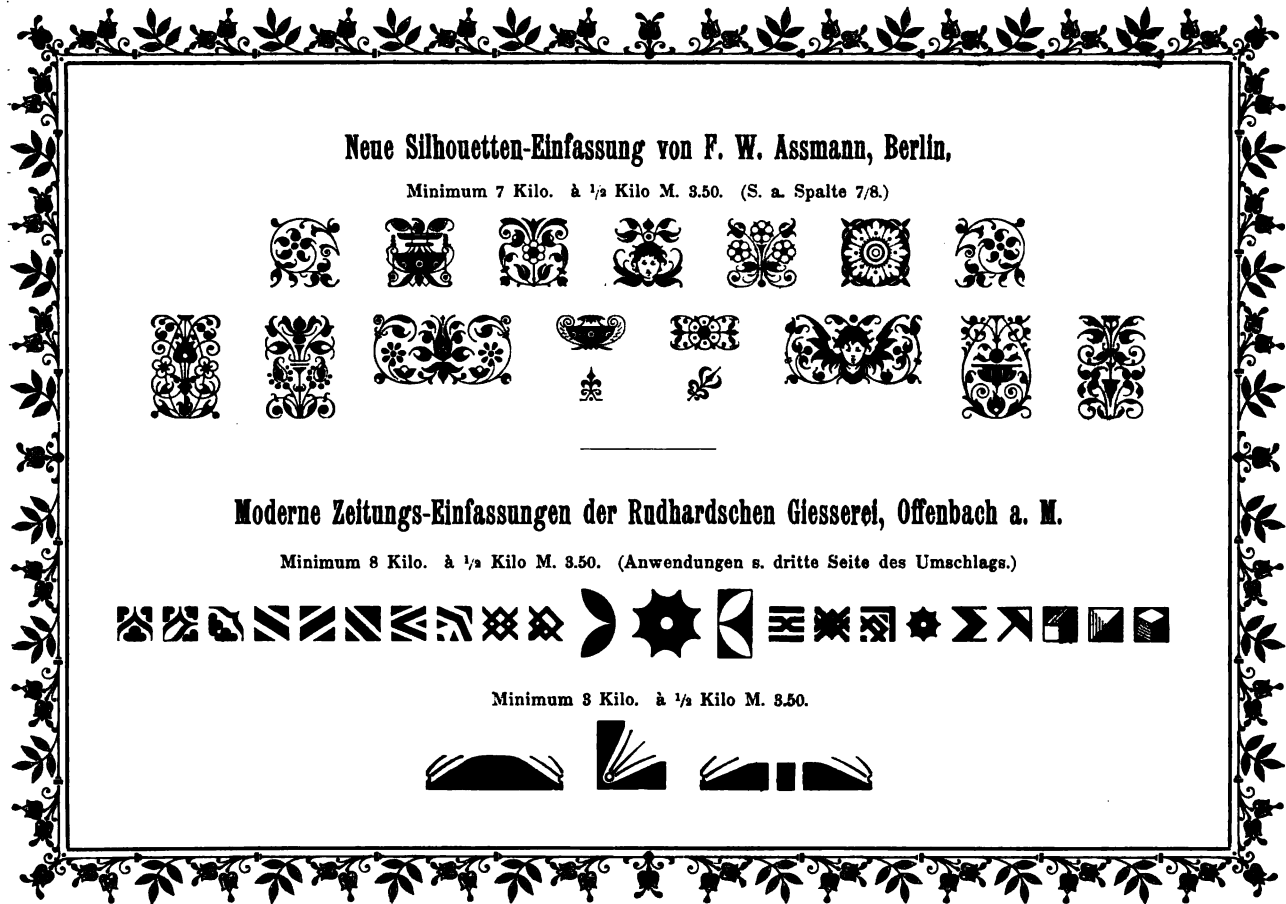 Neue Silhouetten-Einfassung von F. W. Assmann, Berlin,
Minimum 7 Kilo. à 1/2 Kilo M. 3.50. (S. a. Spalte 7/8.)
Moderne Zeitungs-Einfassungen der Rudhardschen Giesserei, Offenbach a. M.
Minimum 8 Kilo. à 1/2 Kilo M. 3.50. (Anwendungen s. dritte Seite des Umschlags.)
Minimum 3 Kilo. à 1/2 Kilo M. 3.50.